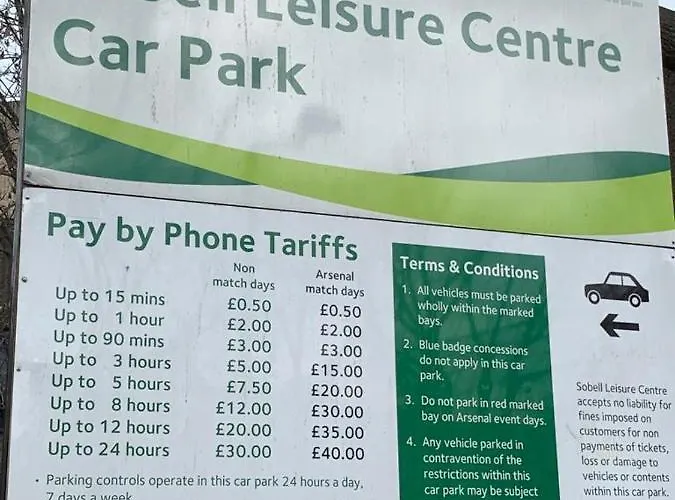 Leisure Centre
Car Park
Pay by Phone Tariffs
Non match days
Arsenal match days
Up to 15 mins £0.50 £0.50
Up to 1 hour £2.00 £2.00
Up to 90 mins £3.00 £3.00
Up to 3 hours £5.00 £15.00
Up to 5 hours £7.50 £20.00
Up to 8 hours £12.00 £30.00
Up to 12 hours £20.00 £35.00
Up to 24 hours £30.00 £40.00
• Parking controls operate in this car park 24 hours a day,
7 days a week
Terms & Conditions
1. All vehicles must be parked
wholly within the marked
bays.
2. Blue badge concessions
do not apply in this car
park.
3. Do not park in red marked
bay on Arsenal event days.
4. Any vehicle parked in
contravention of the
restrictions within this
car park may be subject
Sobell Leisure Centre
accepts no liability for
fines imposed on
customers for non
payments of tickets,
loss or damage to
vehicles or contents
within this car park.